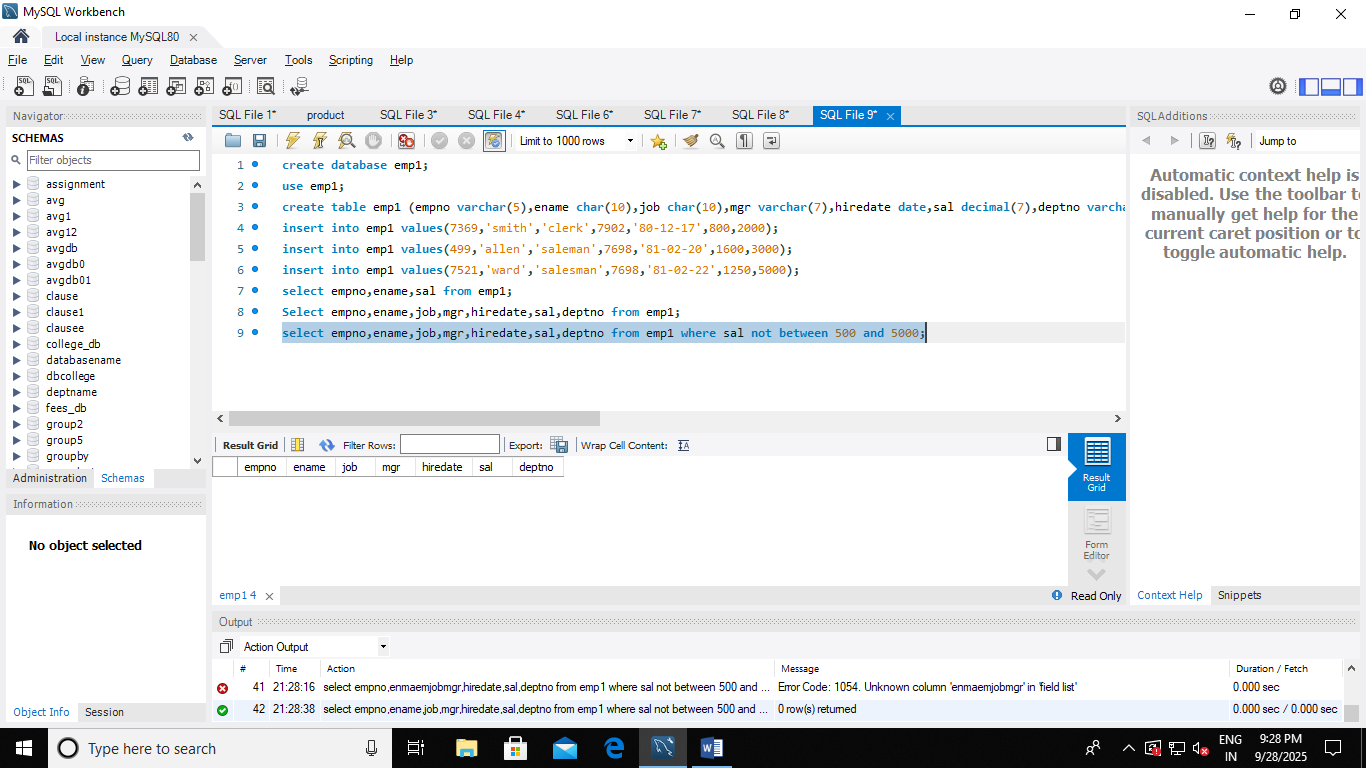 MySQL Workbench
Local instance MySQL80
File Edit View Query Database Server Tools Scripting Help
Navigator
SCHEMAS
Filter objects
assignment
avg
avg1
avg12
avgdb
avgdb0
avgdb01
clause
clause1
clausee
college_db
databasename
dbcollege
deptname
fees_db
group2
group5
groupby
Administration Schemas
Information
No object selected
Object Info Session
SQL File 1* product SQL File 3* SQL File 4* SQL File 6* SQL File 7* SQL File 8* SQL File 9*
Limit to 1000 rows
1 create database emp1;
2 use emp1;
3 create table emp1 (empno varchar(5),ename char(10),job char(10),mgr varchar(7),hiredate date,sal decimal(7),deptno varcha
4 insert into emp1 values(7369,'smith','clerk',7902,'80-12-17',800,2000);
5 insert into emp1 values(499,'allen','saleman',7698,'81-02-20',1600,3000);
6 insert into emp1 values(7521,'ward','salesman',7698,'81-02-22',1250,5000);
7 select empno,ename,sal from emp1;
8 Select empno,ename,job,mgr,hiredate,sal,deptno from emp1;
9 select empno,ename,job,mgr,hiredate,sal,deptno from emp1 where sal not between 500 and 5000;
Result Grid Filter Rows: Export: Wrap Cell Content:
empno ename job mgr hiredate sal deptno
Result
Grid
Form
Editor
emp1 4
Read Only
SQLAdditions
Jump to
Automatic context help is
disabled. Use the toolbar to
manually get help for the
current caret position or to
toggle automatic help.
Context Help Snippets
Output
Action Output
# Time Action Message Duration / Fetch
41 21:28:16 select empno,enmaemjobmgr,hiredate,sal,deptno from emp1 where sal not between 500 and ... Error Code: 1054. Unknown column 'enmaemjobmgr' in 'field list' 0.000 sec
42 21:28:38 select empno,ename,job,mgr,hiredate,sal,deptno from emp1 where sal not between 500 and ... 0 row(s) returned 0.000 sec / 0.000 sec
Type here to search
ENG
IN
9:28 PM
9/28/2025